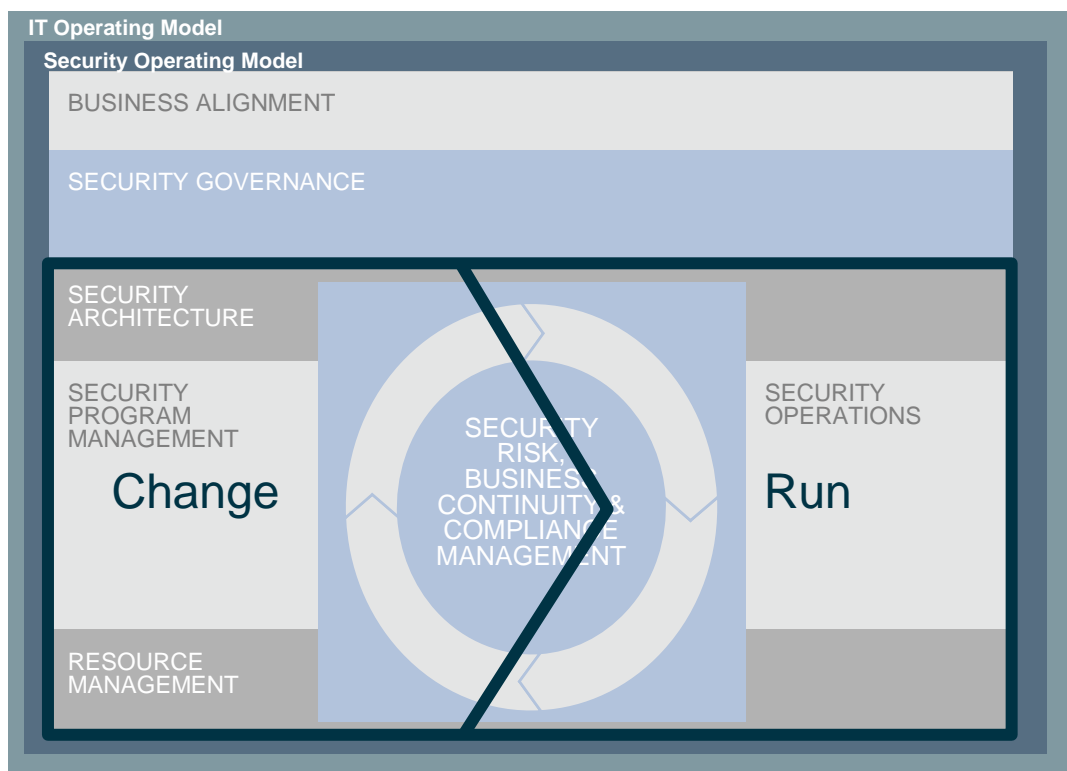 IT Operating Model
Security Operating Model
BUSINESS ALIGNMENT
SECURITY GOVERNANCE
SECURITY
ARCHITECTURE
SECURITY
PROGRAM
MANAGEMENT
Change
SECURITY
RISK,
BUSINESS
CONTINUITY &
COMPLIANCE
MANAGEMENT
SECURITY
OPERATIONS
Run
RESOURCE
MANAGEMENT